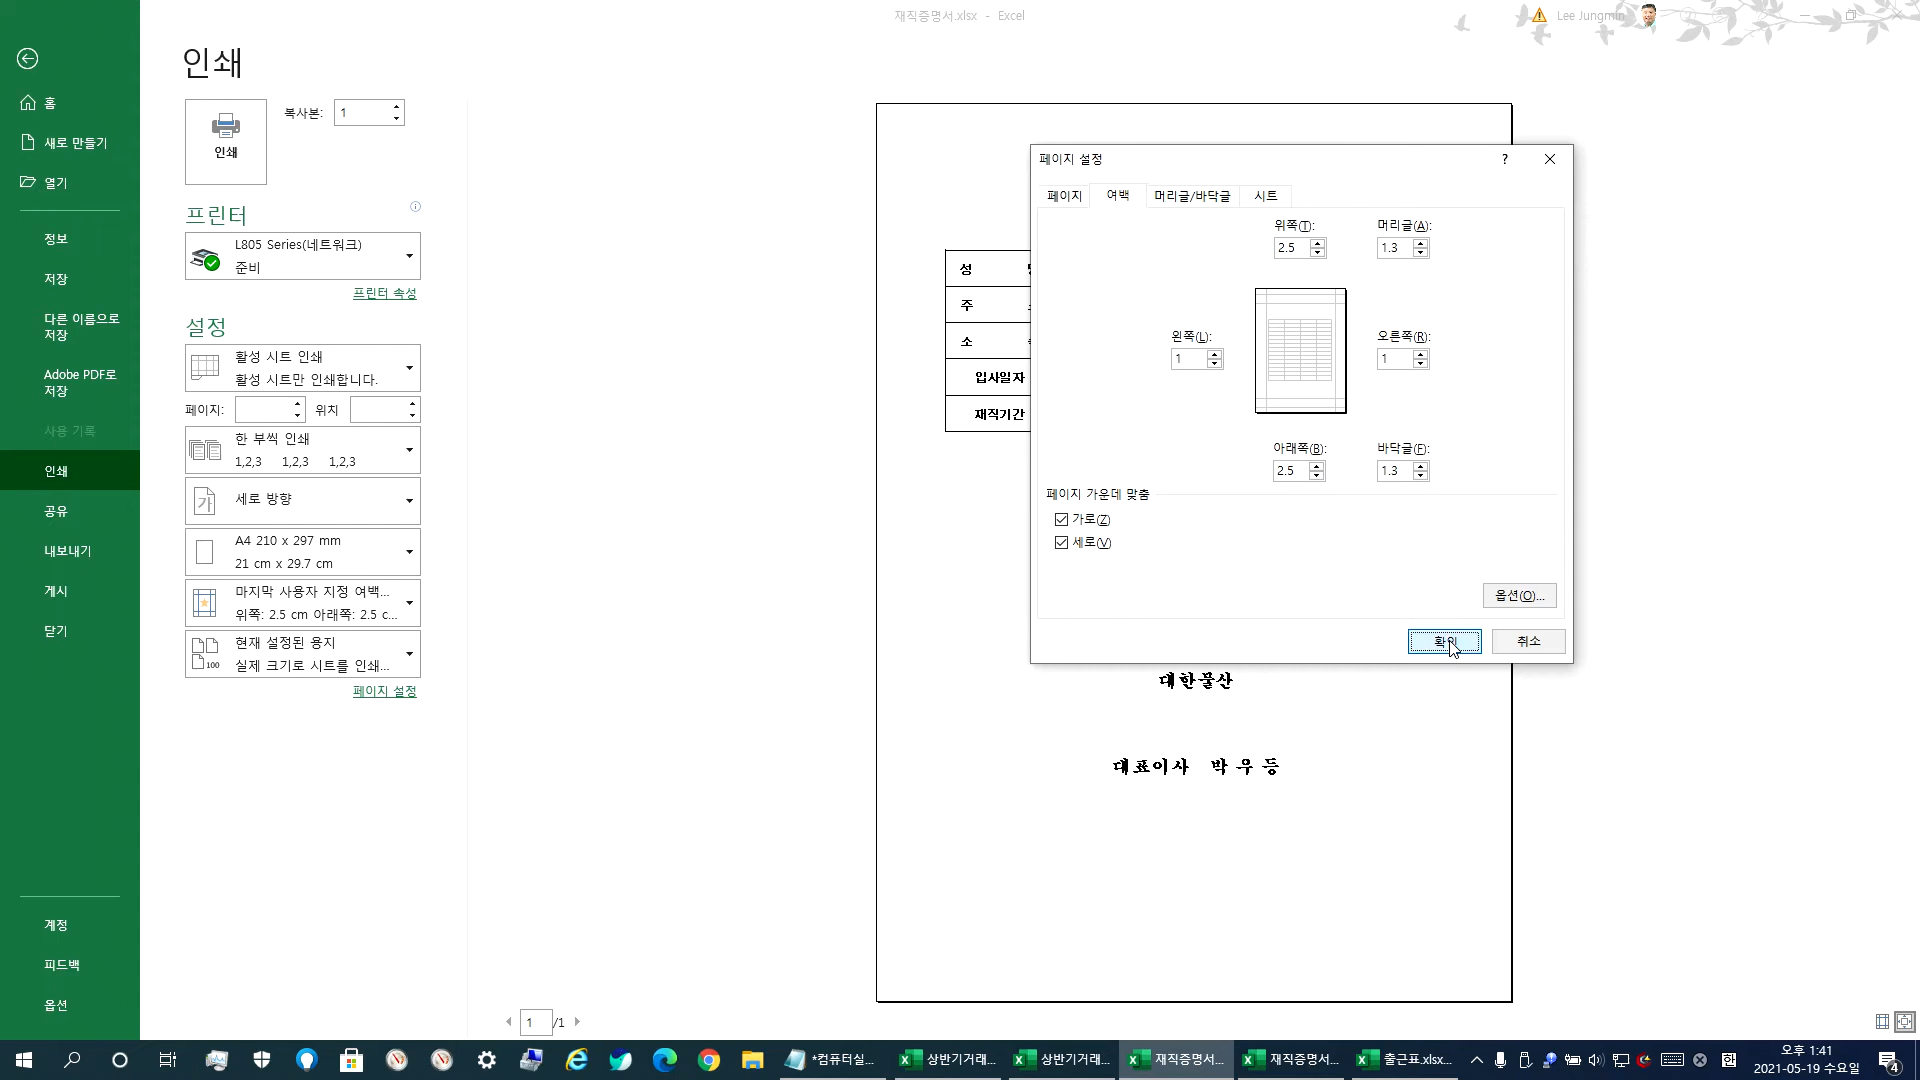 재직증명서.xlsx - Excel
Lee Jungmin
홈
새로 만들기
열기
정보
저장
다른 이름으로
저장
Adobe PDF로
저장
사용 기록
인쇄
공유
내보내기
게시
닫기
계정
피드백
옵션
인쇄
인쇄
복사본:
1
프린터
L805 Series(네트워크)
준비
프린터 속성
설정
활성 시트 인쇄
활성 시트만 인쇄합니다.
페이지:
위치
한 부씩 인쇄
1,2,3 1,2,3 1,2,3
세로 방향
A4 210 x 297 mm
21 cm x 29.7 cm
마지막 사용자 지정 여백...
위쪽: 2.5 cm 아래쪽: 2.5 c...
현재 설정된 용지
실제 크기로 시트를 인쇄...
100
페이지 설정
성
주
소
입사일자
재직기간
대한물산
대표이사 박 우 등
1 /1
페이지 설정
?
페이지 여백 머리글/바닥글 시트
위쪽(T): 머리글(A):
2.5 1.3
왼쪽(L): 오른쪽(R):
1 1
아래쪽(B): 바닥글(F):
2.5 1.3
페이지 가운데 맞춤
가로(Z)
세로(V)
옵션(O)...
확인 취소
*컴퓨터실...
상반기거래...
상반기거래...
재직증명서...
재직증명서...
출근표.xlsx...
한
오후 1:41
2021-05-19 수요일
4